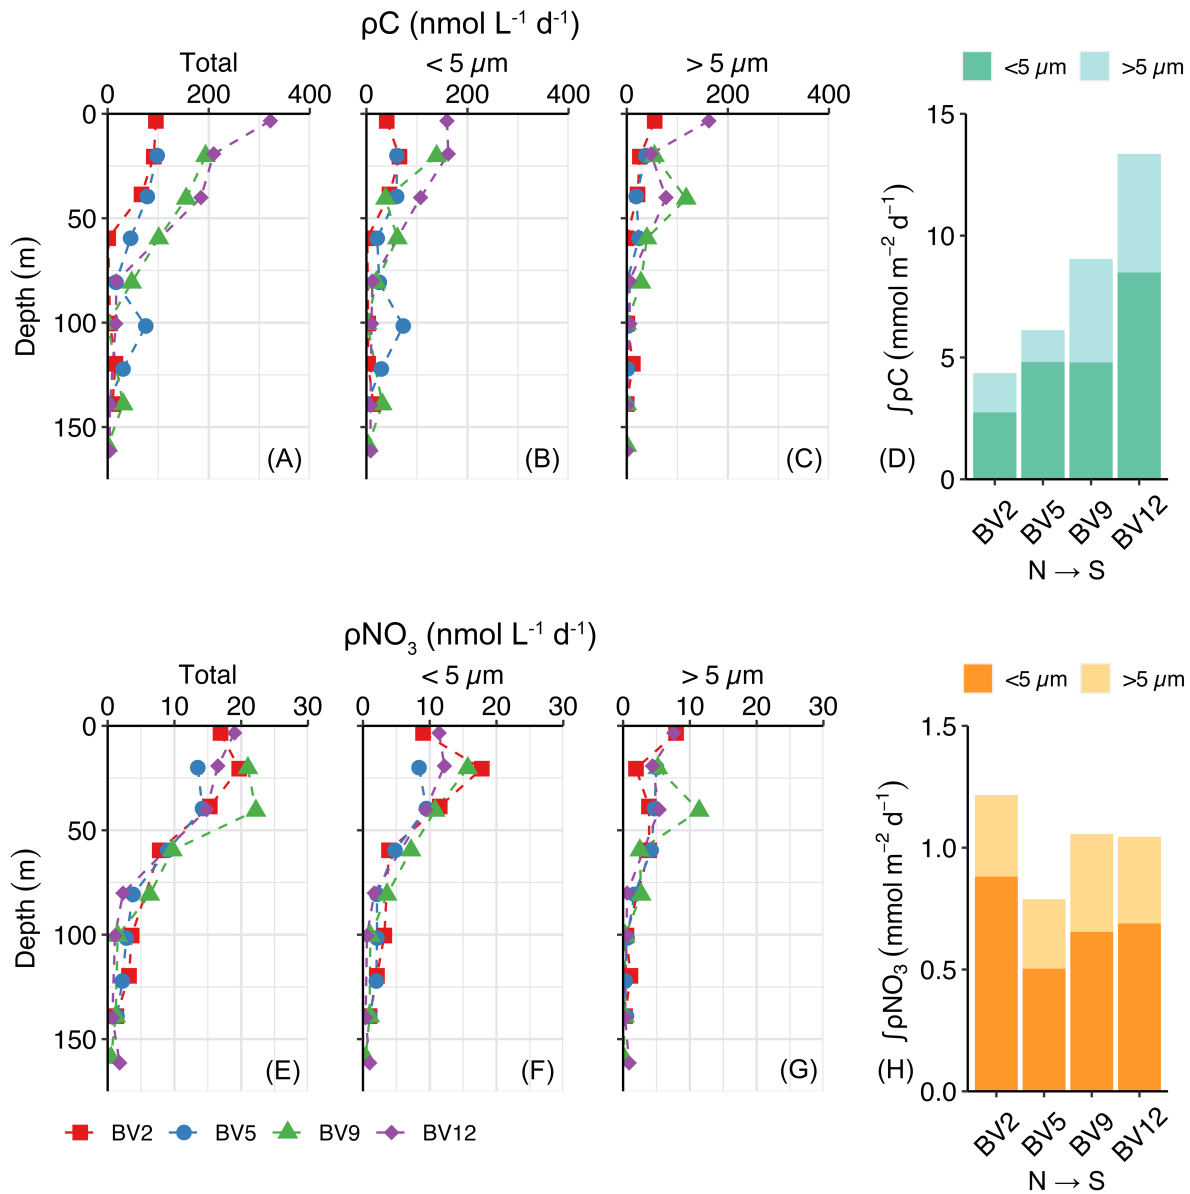 ρC (nmol L⁻¹ d⁻¹)
Total
< 5 µm
> 5 µm
<5 µm
>5 µm
0 200 400
0 200 400
0 200 400
0
50
100
150
Depth (m)
(A)
(B)
(C)
15
10
5
0
∫ρC (mmol m⁻² d⁻¹)
(D)
BV2
BV5
BV9
BV12
N → S
ρNO₃ (nmol L⁻¹ d⁻¹)
Total
< 5 µm
> 5 µm
<5 µm
>5 µm
0 10 20 30
0 10 20 30
0 10 20 30
0
50
100
150
Depth (m)
(E)
(F)
(G)
1.5
1.0
0.5
0.0
∫ρNO₃ (mmol m⁻² d⁻¹)
(H)
BV2
BV5
BV9
BV12
N → S
BV2 BV5 BV9 BV12